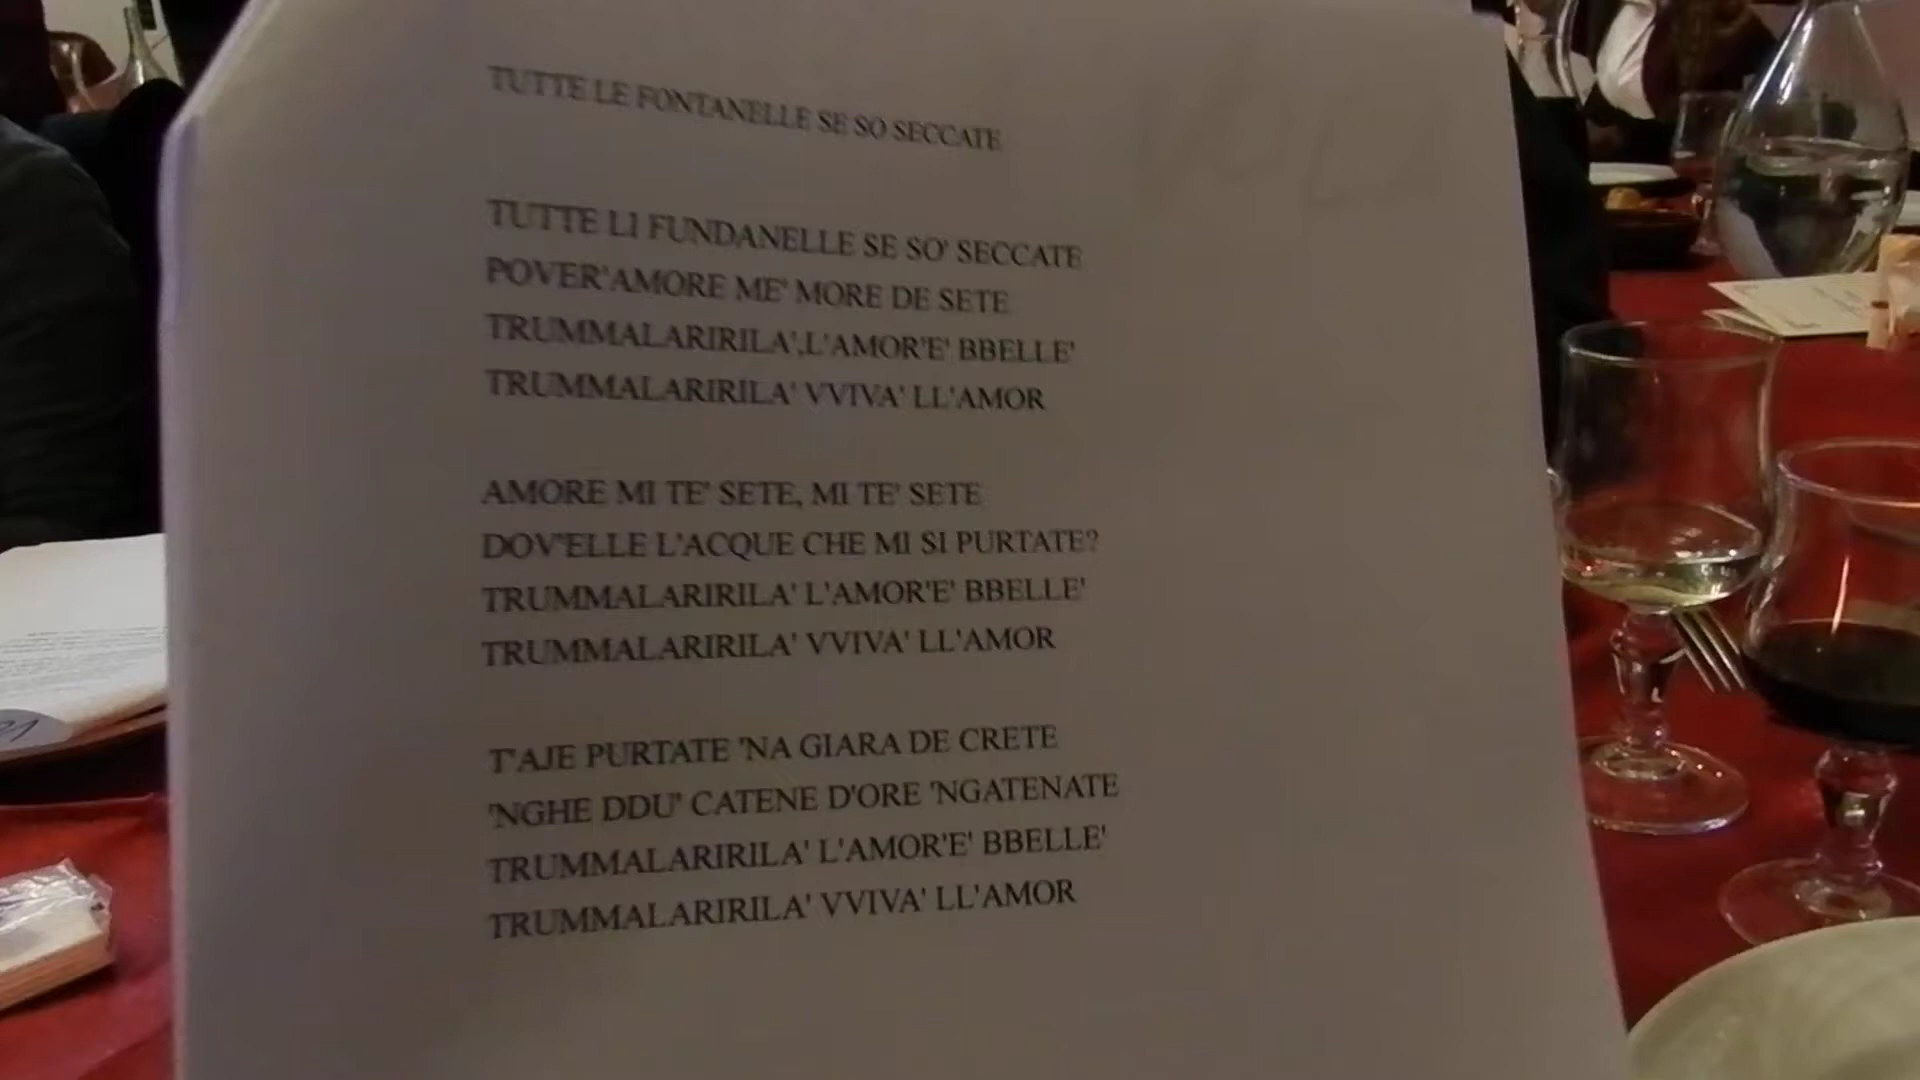 TUTTE LE FONTANELLE SE SO SECCATE
TUTTE LI FUNDANELLE SE SO' SECCATE
POVER'AMORE ME' MORE DE SETE
TRUMMALARIRILA',L'AMOR'E' BBELLE'
TRUMMALARIRILA' VVIVA' LL'AMOR
AMORE MI TE' SETE, MI TE' SETE
DOV'ELLE L'ACQUE CHE MI SI PURTATE?
TRUMMALARIRILA' L'AMOR'E' BBELLE'
TRUMMALARIRILA' VVIVA' LL'AMOR
T'AJE PURTATE 'NA GIARA DE CRETE
'NGHE DDU' CATENE D'ORE 'NGATENATE
TRUMMALARIRILA' L'AMOR'E' BBELLE'
TRUMMALARIRILA' VVIVA' LL'AMOR